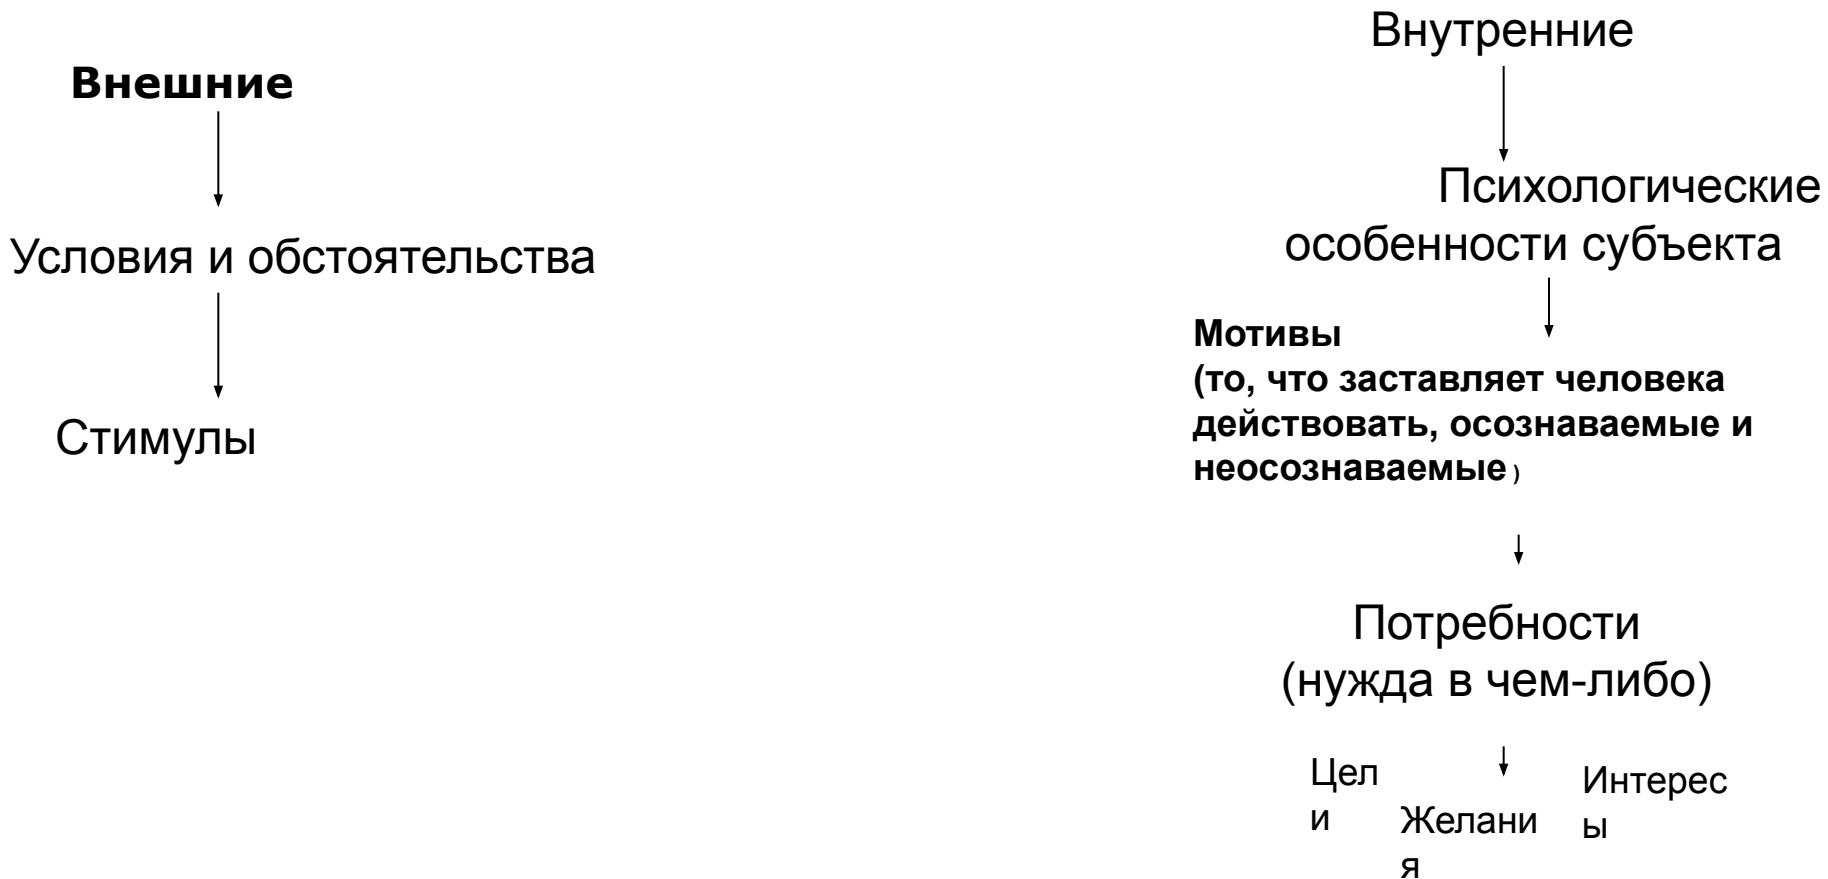 Внешние
Условия и обстоятельства
Стимулы
Внутренние
Психологические
особенности субъекта
Мотивы
(то, что заставляет человека
действовать, осознаваемые и
неосознаваемые)
Потребности
(нужда в чем-либо)
Цел
и
Желани
я
Интерес
ы